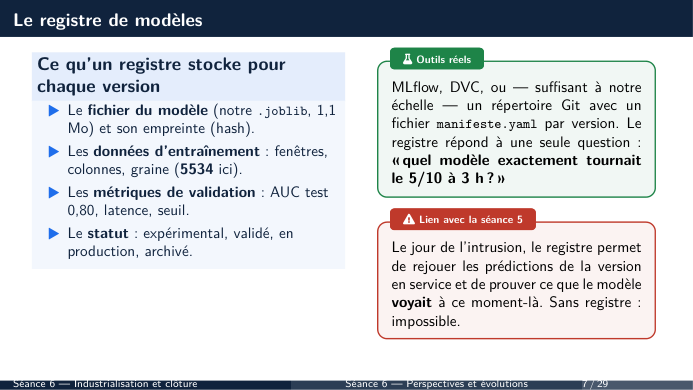 Le registre de modèles
Ce qu'un registre stocke pour
chaque version
Le fichier du modèle (notre .joblib, 1,1
Mo) et son empreinte (hash).
Les données d'entraînement : fenêtres,
colonnes, graine (5534 ici).
Les métriques de validation : AUC test
0,80, latence, seuil.
Le statut : expérimental, validé, en
production, archivé.
Outils réels
MLflow, DVC, ou — suffisant à notre
échelle — un répertoire Git avec un
fichier manifeste.yaml par version. Le
registre répond à une seule question :
« quel modèle exactement tournait
le 5/10 à 3 h ? »
Lien avec la séance 5
Le jour de l'intrusion, le registre permet
de rejouer les prédictions de la version
en service et de prouver ce que le modèle
voyait à ce moment-là. Sans registre :
impossible.
Séance 6 — Industrialisation et clôture
Séance 6 — Perspectives et évolutions
7 / 29